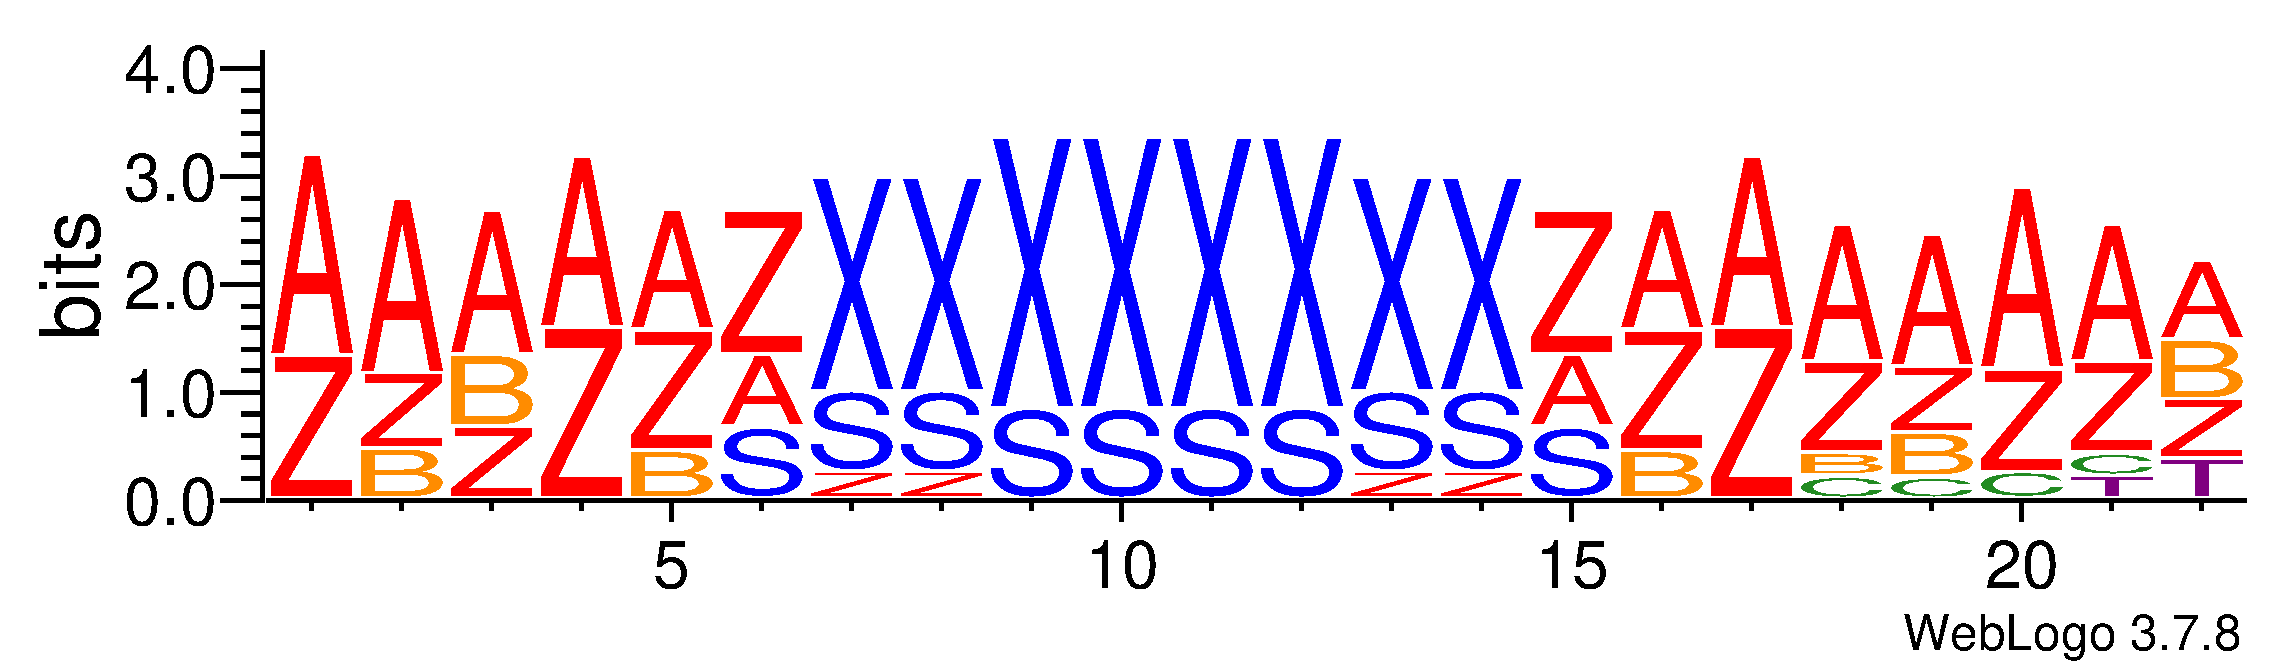 4.0
3.0
2.0
1.0
0.0
bits
A A A A A Z X X X X X X X X Z A A A A A A A
Z Z B Z Z A S S S S S S S S A Z Z Z Z Z Z B
B Z B S Z Z Z Z S B B B C C Z
C C T T
5 10 15 20
WebLogo 3.7.8